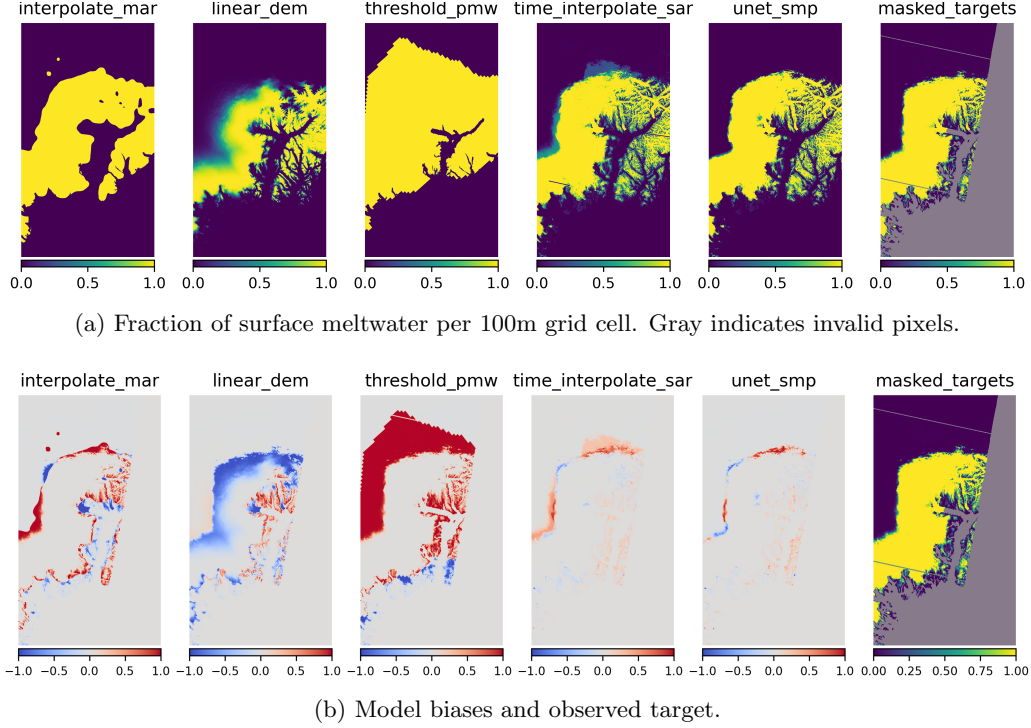 interpolate_mar linear_dem threshold_pmw time_interpolate_sar unet_smp masked_targets
0.0 0.5 1.0 0.0 0.5 1.0 0.0 0.5 1.0 0.0 0.5 1.0 0.0 0.5 1.0 0.0 0.5 1.0
(a) Fraction of surface meltwater per 100m grid cell. Gray indicates invalid pixels.
interpolate_mar linear_dem threshold_pmw time_interpolate_sar unet_smp masked_targets
−1.0 −0.5 0.0 0.5 1.0 −1.0 −0.5 0.0 0.5 1.0 −1.0 −0.5 0.0 0.5 1.0 −1.0 −0.5 0.0 0.5 1.0 −1.0 −0.5 0.0 0.5 1.0 0.00 0.25 0.50 0.75 1.00
(b) Model biases and observed target.